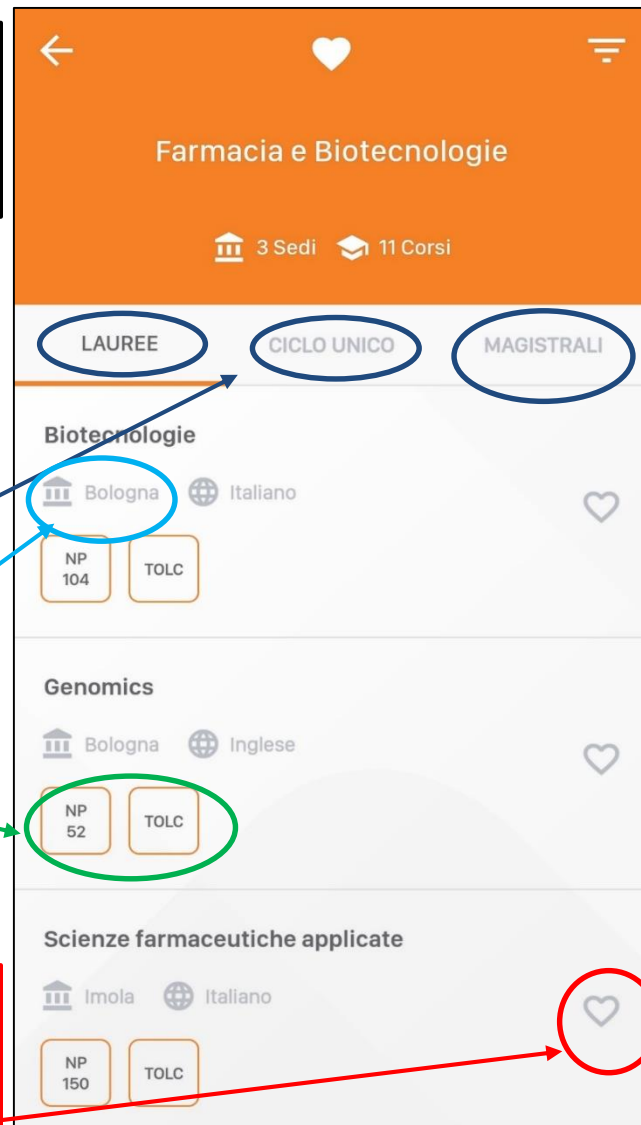 Farmacia e Biotecnologie
3 Sedi 11 Corsi
LAUREE CICLO UNICO MAGISTRALI
Biotecnologie
Bologna Italiano
NP
104
TOLC
Genomics
Bologna Inglese
NP
52
TOLC
Scienze farmaceutiche applicate
Imola Italiano
NP
150
TOLC